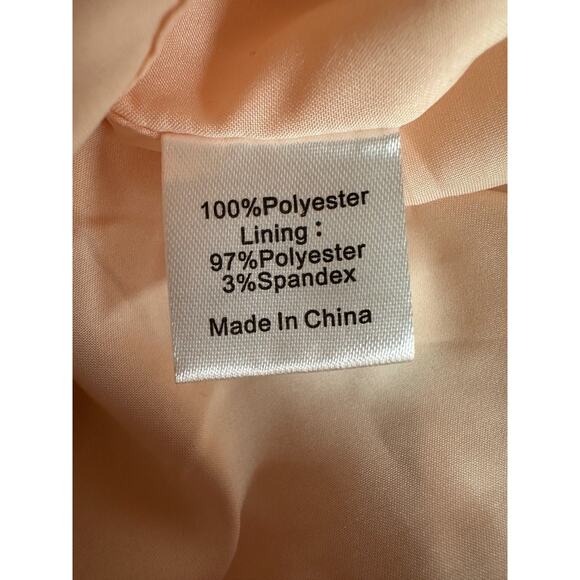 100%Polyester
Lining :
97%Polyester
3%Spandex
Made In China